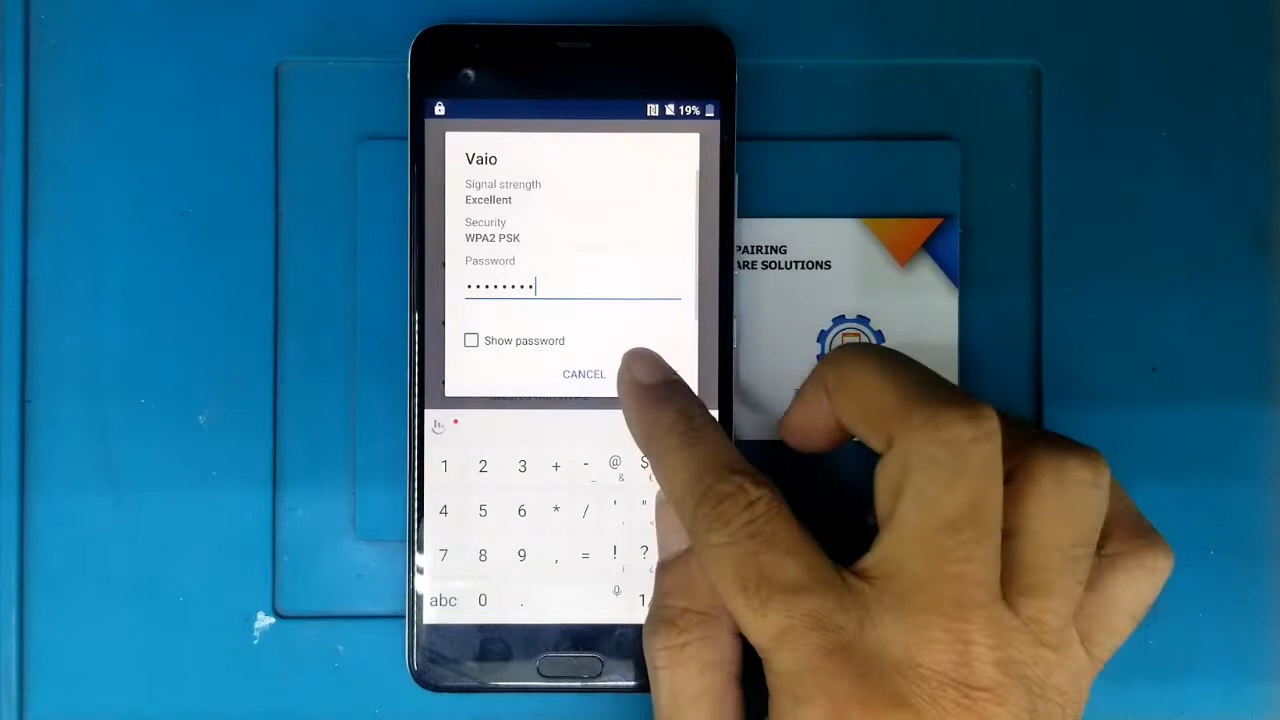 19%
Vaio
Signal strength
Excellent
Security
WPA2 PSK
Password
••••••••
Show password
CANCEL
PAIRING
ARE SOLUTIONS
1 2 3 + - @ $
_ &
4 5 6 * / ' "
7 8 9 , = ! ?
abc 0 . 1/